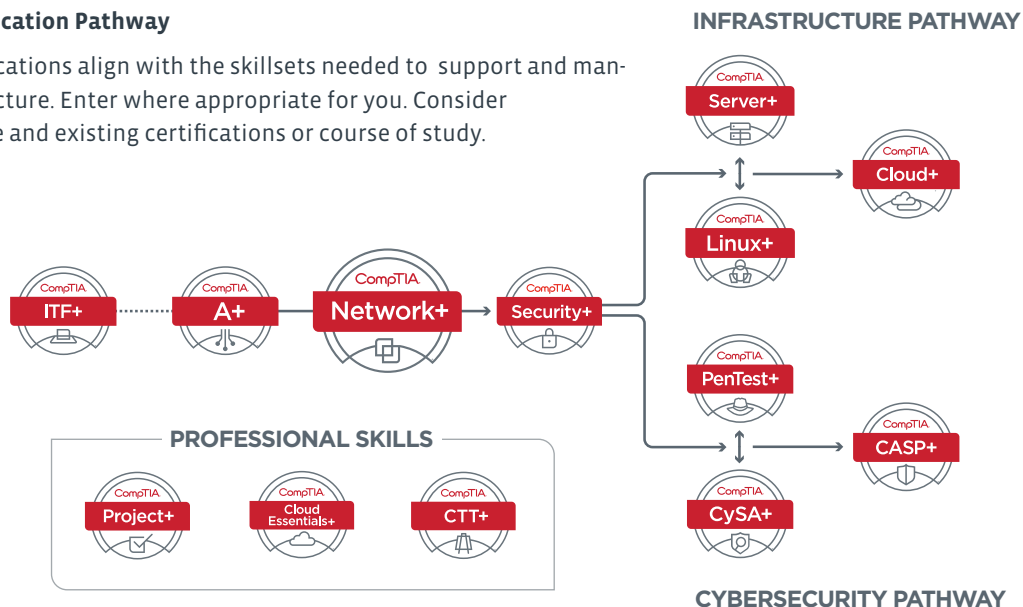 cation Pathway
cations align with the skillsets needed to support and man-
cture. Enter where appropriate for you. Consider
e and existing certifications or course of study.
INFRASTRUCTURE PATHWAY
CompTIA
Server+
CompTIA
Cloud+
CompTIA
Linux+
CompTIA
ITF+
CompTIA
A+
CompTIA
Network+
CompTIA
Security+
CompTIA
PenTest+
CompTIA
CASP+
CompTIA
CySA+
CYBERSECURITY PATHWAY
PROFESSIONAL SKILLS
CompTIA
Project+
CompTIA
Cloud
Essentials+
CompTIA
CTT+